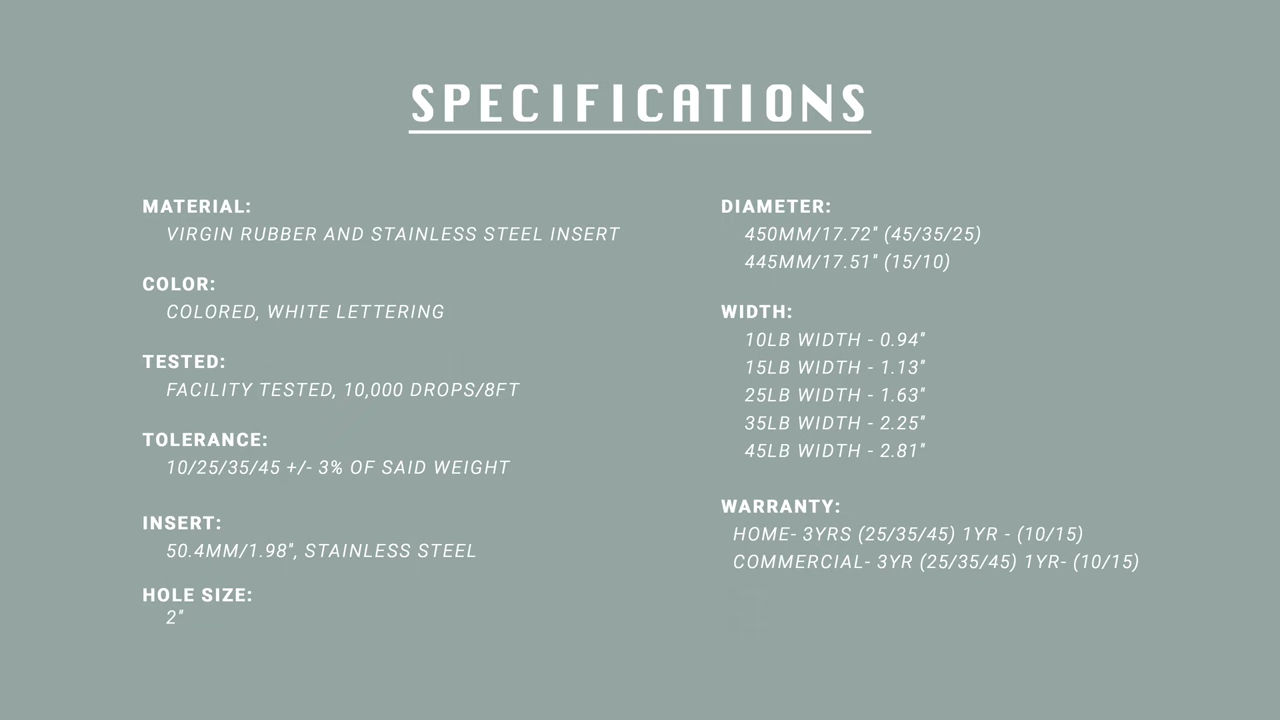 SPECIFICATIONS
MATERIAL:
VIRGIN RUBBER AND STAINLESS STEEL INSERT
COLOR:
COLORED, WHITE LETTERING
TESTED:
FACILITY TESTED, 10,000 DROPS/8FT
TOLERANCE:
10/25/35/45 +/- 3% OF SAID WEIGHT
INSERT:
50.4MM/1.98", STAINLESS STEEL
HOLE SIZE:
2"
DIAMETER:
450MM/17.72" (45/35/25)
445MM/17.51" (15/10)
WIDTH:
10LB WIDTH - 0.94"
15LB WIDTH - 1.13"
25LB WIDTH - 1.63"
35LB WIDTH - 2.25"
45LB WIDTH - 2.81"
WARRANTY:
HOME- 3YRS (25/35/45) 1YR - (10/15)
COMMERCIAL- 3YR (25/35/45) 1YR- (10/15)